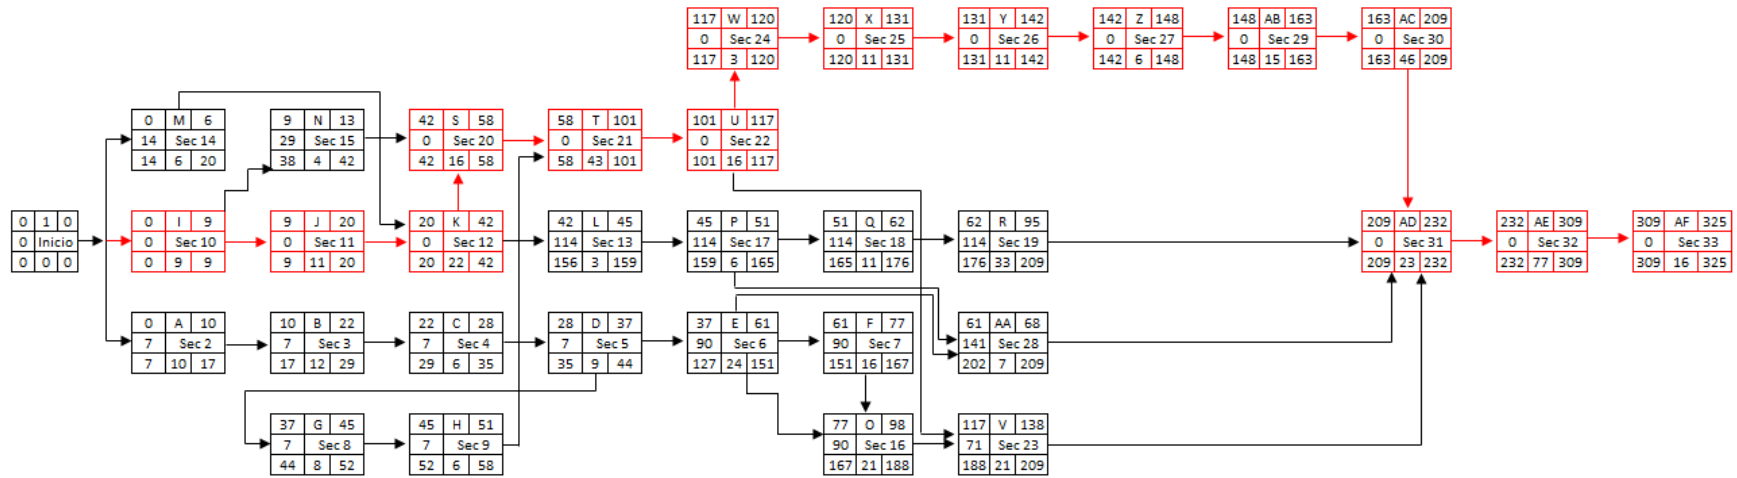 117 W 120
0 Sec 24
117 3 120
120 X 131
0 Sec 25
120 11 131
131 Y 142
0 Sec 26
131 11 142
142 Z 148
0 Sec 27
142 6 148
148 AB 163
0 Sec 29
148 15 163
163 AC 209
0 Sec 30
163 46 209
0 M 6
14 Sec 14
14 6 20
9 N 13
29 Sec 15
38 4 42
42 S 58
0 Sec 20
42 16 58
58 T 101
0 Sec 21
58 43 101
101 U 117
0 Sec 22
101 16 117
0 1 0
0 Inicio
0 0 0
0 I 9
0 Sec 10
0 9 9
9 J 20
0 Sec 11
9 11 20
20 K 42
0 Sec 12
20 22 42
42 L 45
114 Sec 13
156 3 159
45 P 51
114 Sec 17
159 6 165
51 Q 62
114 Sec 18
165 11 176
62 R 95
114 Sec 19
176 33 209
209 AD 232
0 Sec 31
209 23 232
232 AE 309
0 Sec 32
232 77 309
309 AF 325
0 Sec 33
309 16 325
0 A 10
7 Sec 2
7 10 17
10 B 22
7 Sec 3
17 12 29
22 C 28
7 Sec 4
29 6 35
28 D 37
7 Sec 5
35 9 44
37 E 61
90 Sec 6
127 24 151
61 F 77
90 Sec 7
151 16 167
61 AA 68
141 Sec 28
202 7 209
37 G 45
7 Sec 8
44 8 52
45 H 51
7 Sec 9
52 6 58
77 O 98
90 Sec 16
167 21 188
117 V 138
71 Sec 23
188 21 209